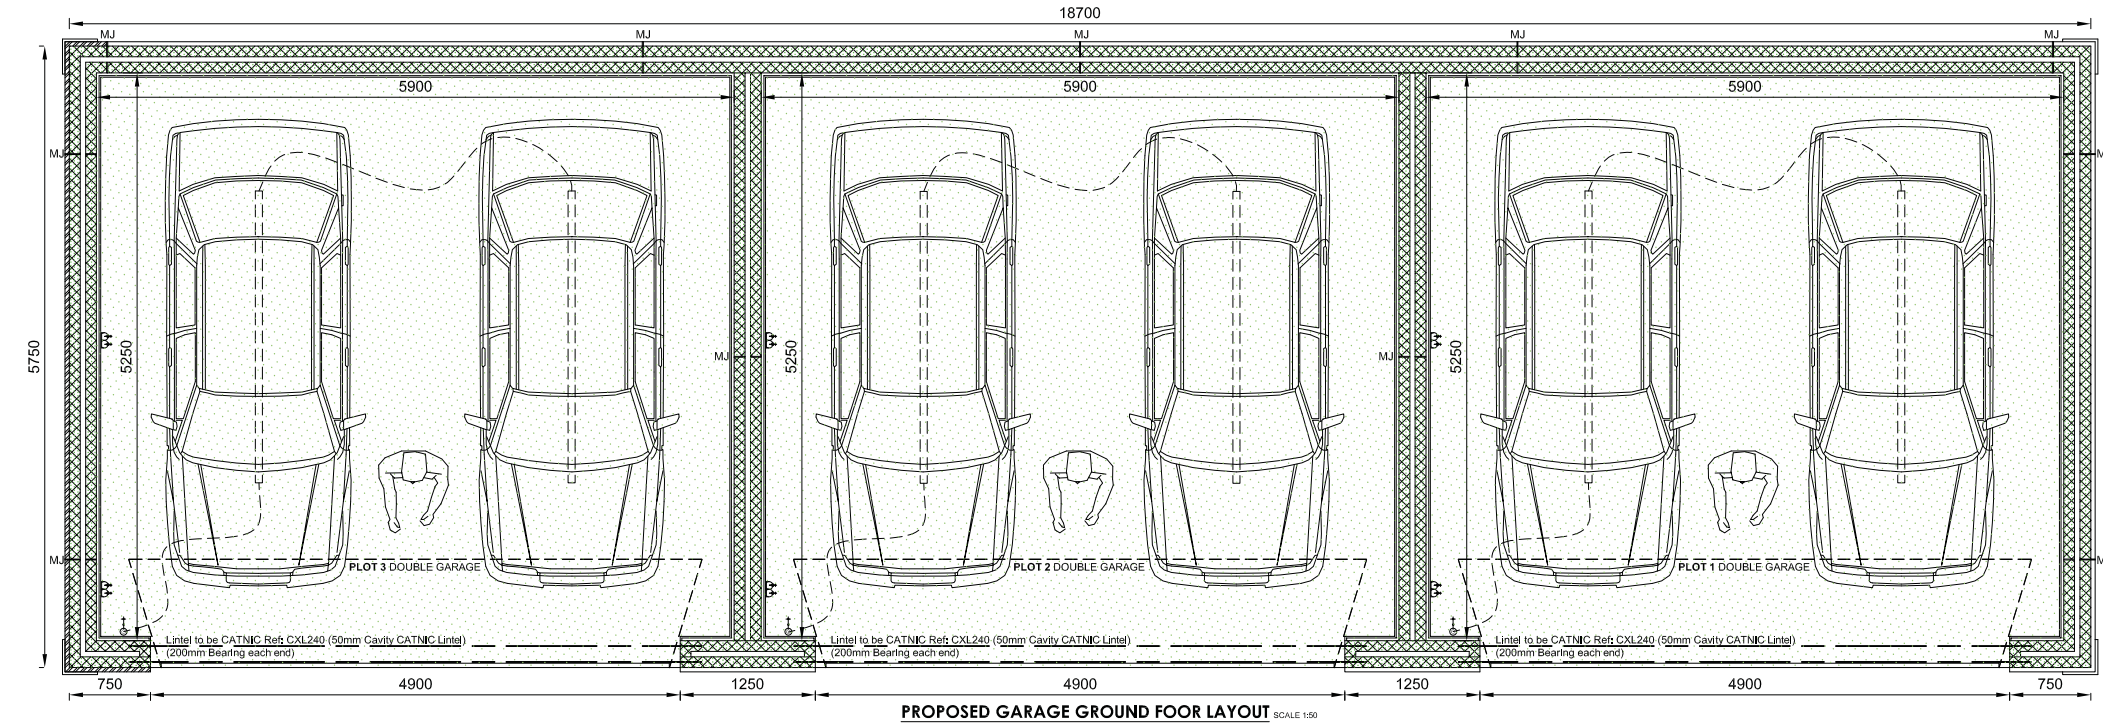 18700
MJ MJ MJ MJ MJ
5900 5900 5900
MJ
5750
5250 MJ 5250 MJ 5250
MJ
PLOT 3 DOUBLE GARAGE PLOT 2 DOUBLE GARAGE PLOT 1 DOUBLE GARAGE
Lintel to be CATNIC Ref: CXL240 (50mm Cavity CATNIC Lintel)
(200mm Bearing each end)
Lintel to be CATNIC Ref: CXL240 (50mm Cavity CATNIC Lintel)
(200mm Bearing each end)
Lintel to be CATNIC Ref: CXL240 (50mm Cavity CATNIC Lintel)
(200mm Bearing each end)
750 4900 1250 4900 1250 4900 750
PROPOSED GARAGE GROUND FOOR LAYOUT SCALE 1:50